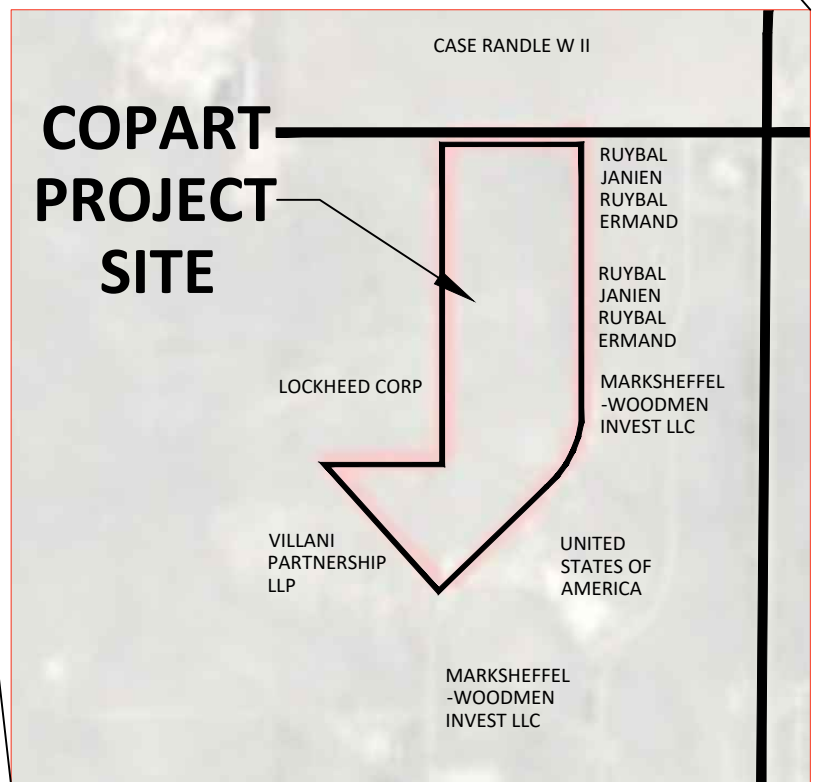 CASE RANDLE W II
COPART
PROJECT
SITE
RUYBAL
JANIEN
RUYBAL
ERMAND
RUYBAL
JANIEN
RUYBAL
ERMAND
LOCKHEED CORP
MARKSHEFFEL
-WOODMEN
INVEST LLC
VILLANI
PARTNERSHIP
LLP
UNITED
STATES OF
AMERICA
MARKSHEFFEL
-WOODMEN
INVEST LLC